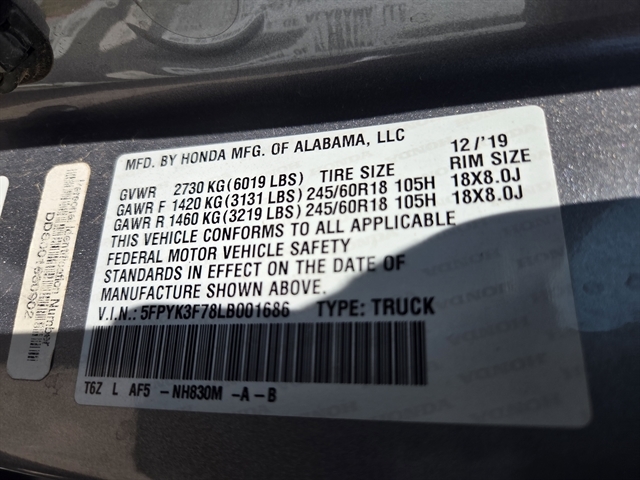 MFD. BY HONDA MFG. OF ALABAMA, LLC 12/'19
GVWR 2730 KG(6019 LBS) TIRE SIZE RIM SIZE
GAWR F 1420 KG(3131 LBS) 245/60R18 105H 18X8.0J
GAWR R 1460 KG(3219 LBS) 245/60R18 105H 18X8.0J
THIS VEHICLE CONFORMS TO ALL APPLICABLE
FEDERAL MOTOR VEHICLE SAFETY
STANDARDS IN EFFECT ON THE DATE OF
MANUFACTURE SHOWN ABOVE.
V.I.N.: 5FPYK3F78LB001686 TYPE: TRUCK
T6Z L AF5 -NH830M -A-B
Number